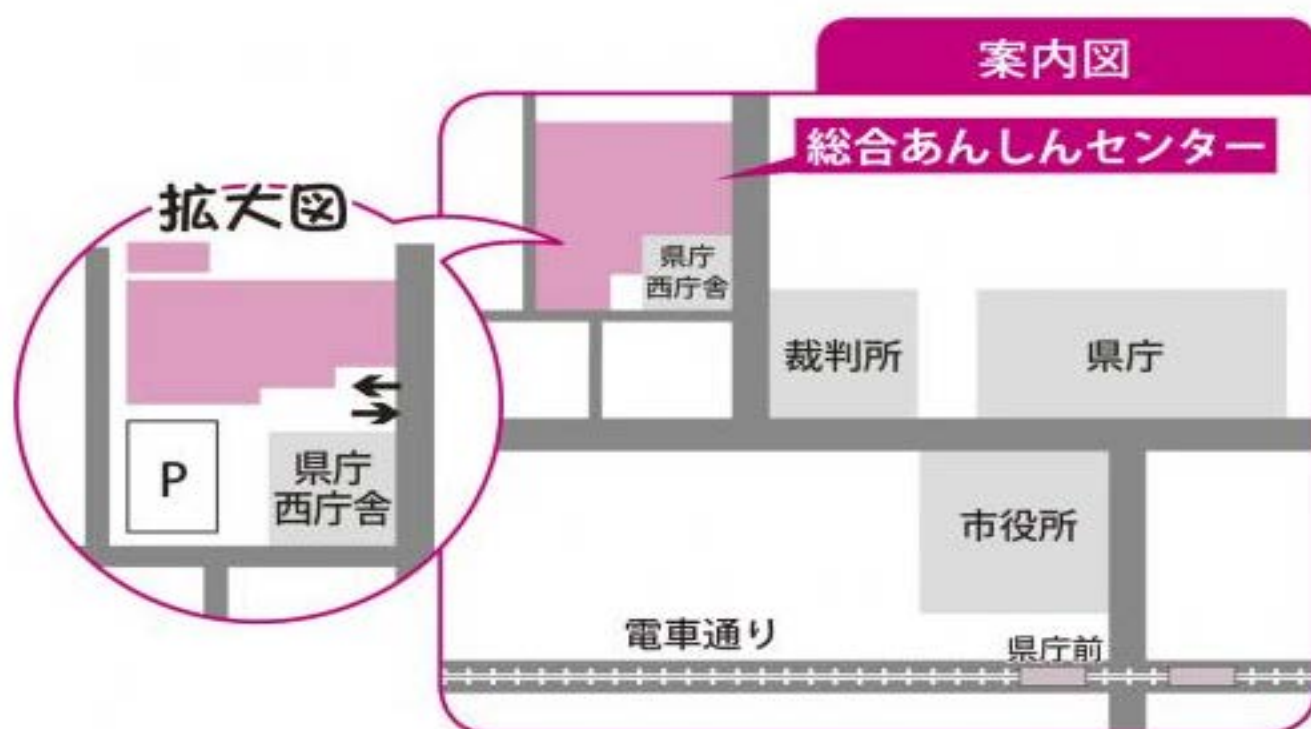 案内図
総合あんしんセンター
拡大図
県庁
西庁舎
裁判所
県庁
P
県庁
西庁舎
市役所
電車通り
県庁前